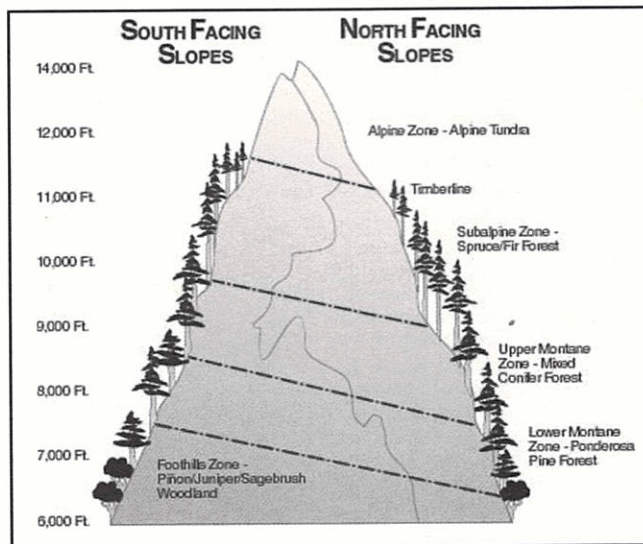 SOUTH FACING
SLOPES
NORTH FACING
SLOPES
14,000 Ft.
12,000 Ft.
11,000 Ft.
10,000 Ft.
9,000 Ft.
8,000 Ft.
7,000 Ft.
6,000 Ft.
Alpine Zone - Alpine Tundra
Timberline
Subalpine Zone -
Spruce/Fir Forest
Upper Montane
Zone - Mixed
Conifer Forest
Lower Montane
Zone - Ponderosa
Pine Forest
Foothills Zone -
Piñon/Juniper/Sagebrush
Woodland